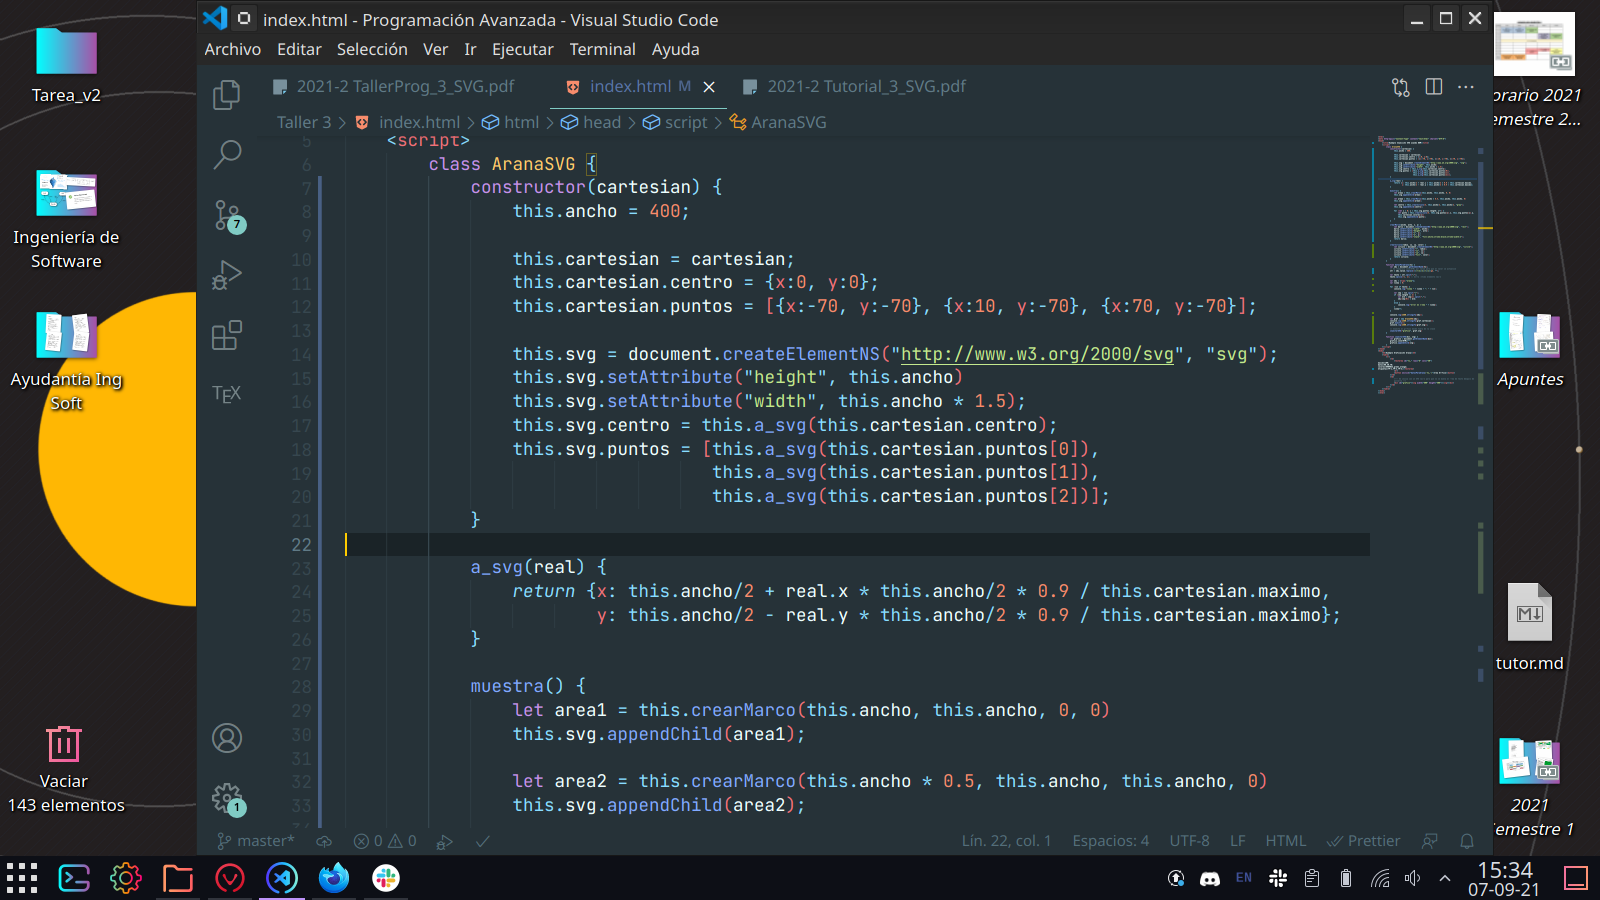 index.html - Programación Avanzada - Visual Studio Code
Archivo Editar Selección Ver Ir Ejecutar Terminal Ayuda
2021-2 TallerProg_3_SVG.pdf index.html M 2021-2 Tutorial_3_SVG.pdf
Taller 3 > index.html > html > head > script > AranaSVG
5 <script>
6 class AranaSVG {
7 constructor(cartesian) {
8 this.ancho = 400;
9
10 this.cartesian = cartesian;
11 this.cartesian.centro = {x:0, y:0};
12 this.cartesian.puntos = [{x:-70, y:-70}, {x:10, y:-70}, {x:70, y:-70}];
13
14 this.svg = document.createElementNS("http://www.w3.org/2000/svg", "svg");
15 this.svg.setAttribute("height", this.ancho)
16 this.svg.setAttribute("width", this.ancho * 1.5);
17 this.svg.centro = this.a_svg(this.cartesian.centro);
18 this.svg.puntos = [this.a_svg(this.cartesian.puntos[0]),
19 this.a_svg(this.cartesian.puntos[1]),
20 this.a_svg(this.cartesian.puntos[2])];
21 }
22
23 a_svg(real) {
24 return {x: this.ancho/2 + real.x * this.ancho/2 * 0.9 / this.cartesian.maximo,
25 y: this.ancho/2 - real.y * this.ancho/2 * 0.9 / this.cartesian.maximo};
26 }
27
28 muestra() {
29 let area1 = this.crearMarco(this.ancho, this.ancho, 0, 0)
30 this.svg.appendChild(area1);
31
32 let area2 = this.crearMarco(this.ancho * 0.5, this.ancho, this.ancho, 0)
33 this.svg.appendChild(area2);
7
TEX
1
master* 0 0 Lín. 22, col. 1 Espacios: 4 UTF-8 LF HTML Prettier
Tarea_v2
Ingeniería de
Software
Ayudantía Ing
Soft
Vaciar
143 elementos
orario 2021
emestre 2...
Apuntes
tutor.md
2021
Semestre 1
EN
15:34
07-09-21